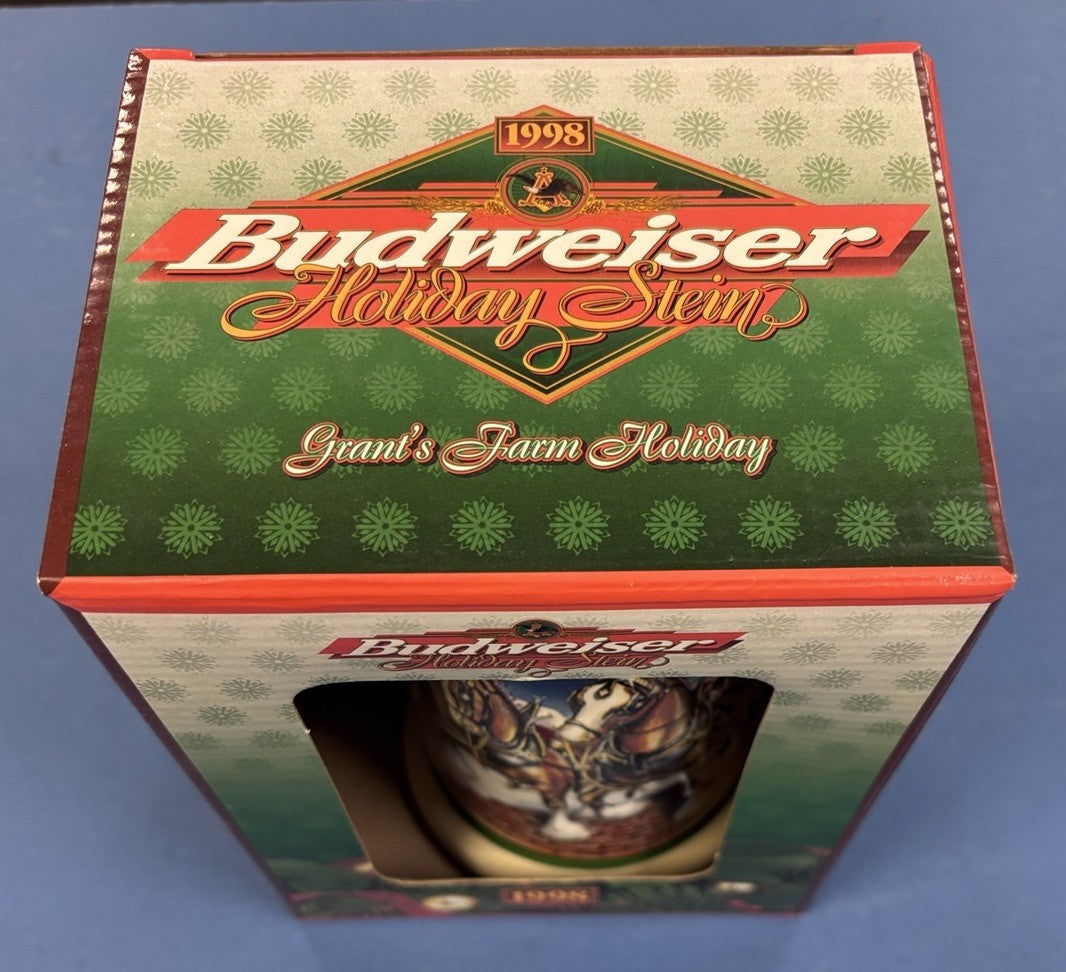 1998
Budweiser
Holiday Stein
Grant's Farm Holiday
Budweiser
Holiday Stein
1998